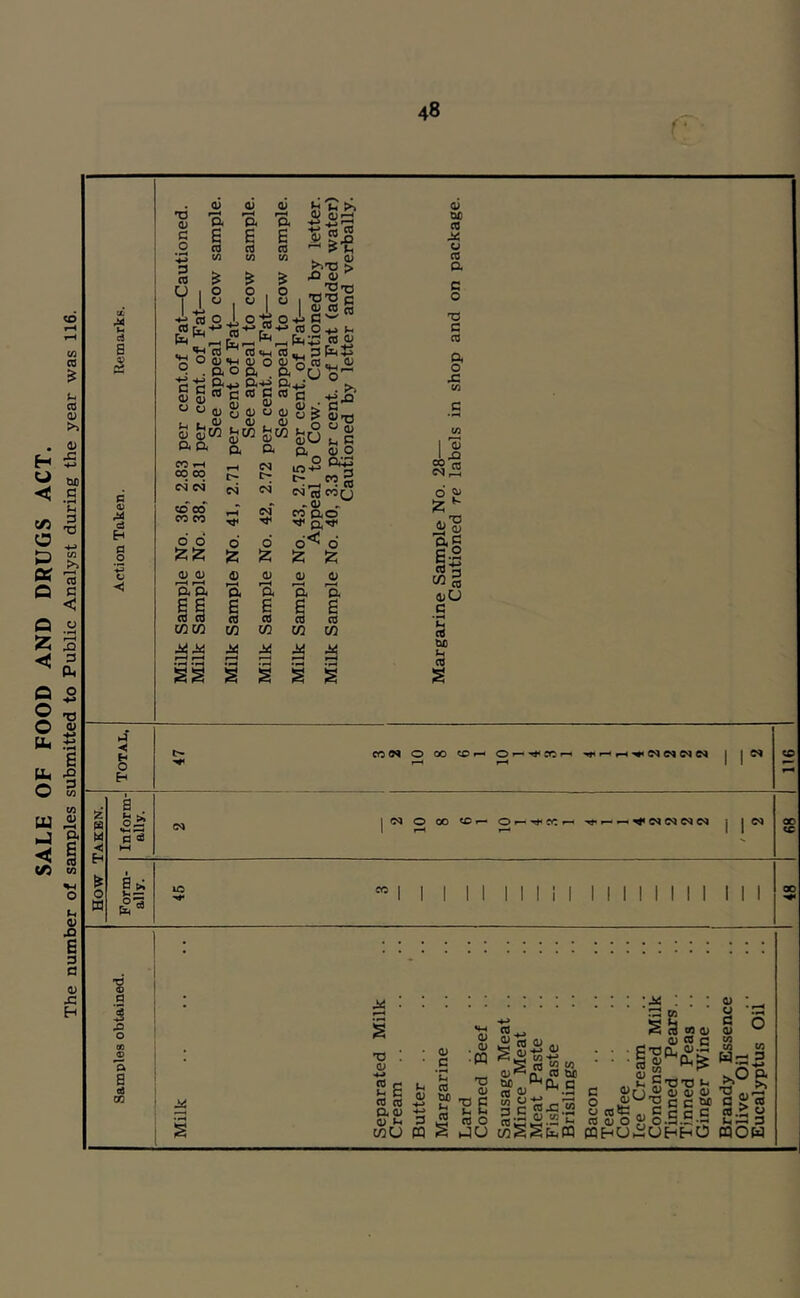 48
SALE OF FOOD AND DRUGS ACT.
The number of samples submitted to Public Analyst during the year was 116.
Samples obtained. How Taken. Total, Action Taken. Remarks.
Form-ally. Inform-ally.
Milk .. .. .. 45 2 47 Milk Sample No. 36, 2.83 per cent.of Fat—Cautioned.
Milk Sample No. 38, 2.81 per cent. of Fat—
See appeal to cow sample.
Milk Sample No. 41, 2.71 per cent of Fat—
See appeal to cow sample.
Milk Sample No. 42, 2.72 per cent. of Fat—
See appeal to cow sample.
Milk Sample No. 43, 2.75 per cent. of Fat—
Appeal to Cow. Cautioned by letter.
Milk Sample No. 40, 3.3 per cent. of Fat (added water)
Cautioned by letter and verbally.
Separated Milk .. 3 — 3
Cream .. .. — 2 2
Butter .. .. — 10 10
Margarine .. .. — 8 8 Margarine Sample No. 28—
Cautioned re labels in shop and on package.
Lard .. .. — 6 6
Corned Beef .. — 1 1
Sausage Meat .. — 10 10
Mince Meat .. — 1 1
Meat Paste .. — 4 4
Fish Paste .. — 3 3
Brislings .. — 1 1
Bacon .. .. — 4 4
Tea .. .. — 1 1
Coffee .. .. — 1 1
Ice Cream .. — 4 4
Condensed Milk .. — 2 2
Tinned Pears .. — 2 2
Tinned Peas .. — 2 2
Ginger Wine .. — 2 2
Brandy Essence .. — — —
Olive Oil .. — — —
Eucalyptus Oil .. — 2 2
48 68 116